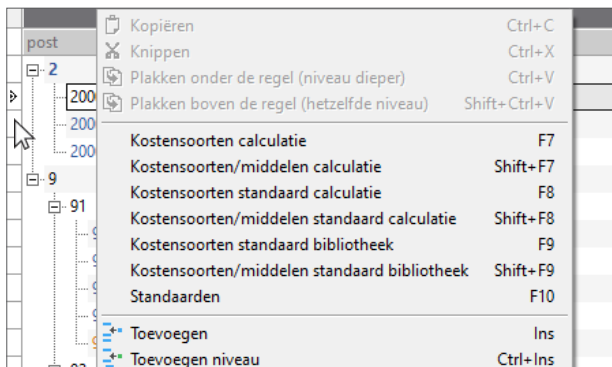 Kopiëren Ctrl+C
post
Knippen Ctrl+X
2 Plakken onder de regel (niveau dieper) Ctrl+V
200 Plakken boven de regel (hetzelfde niveau) Shift+Ctrl+V
200
Kostensoorten calculatie F7
200
Kostensoorten/middelen calculatie Shift+F7
9 Kostensoorten standaard calculatie F8
91 Kostensoorten/middelen standaard calculatie Shift+F8
Kostensoorten standaard bibliotheek F9
Kostensoorten/middelen standaard bibliotheek Shift+F9
Standaarden F10
Toevoegen Ins
Toevoegen niveau Ctrl+Ins